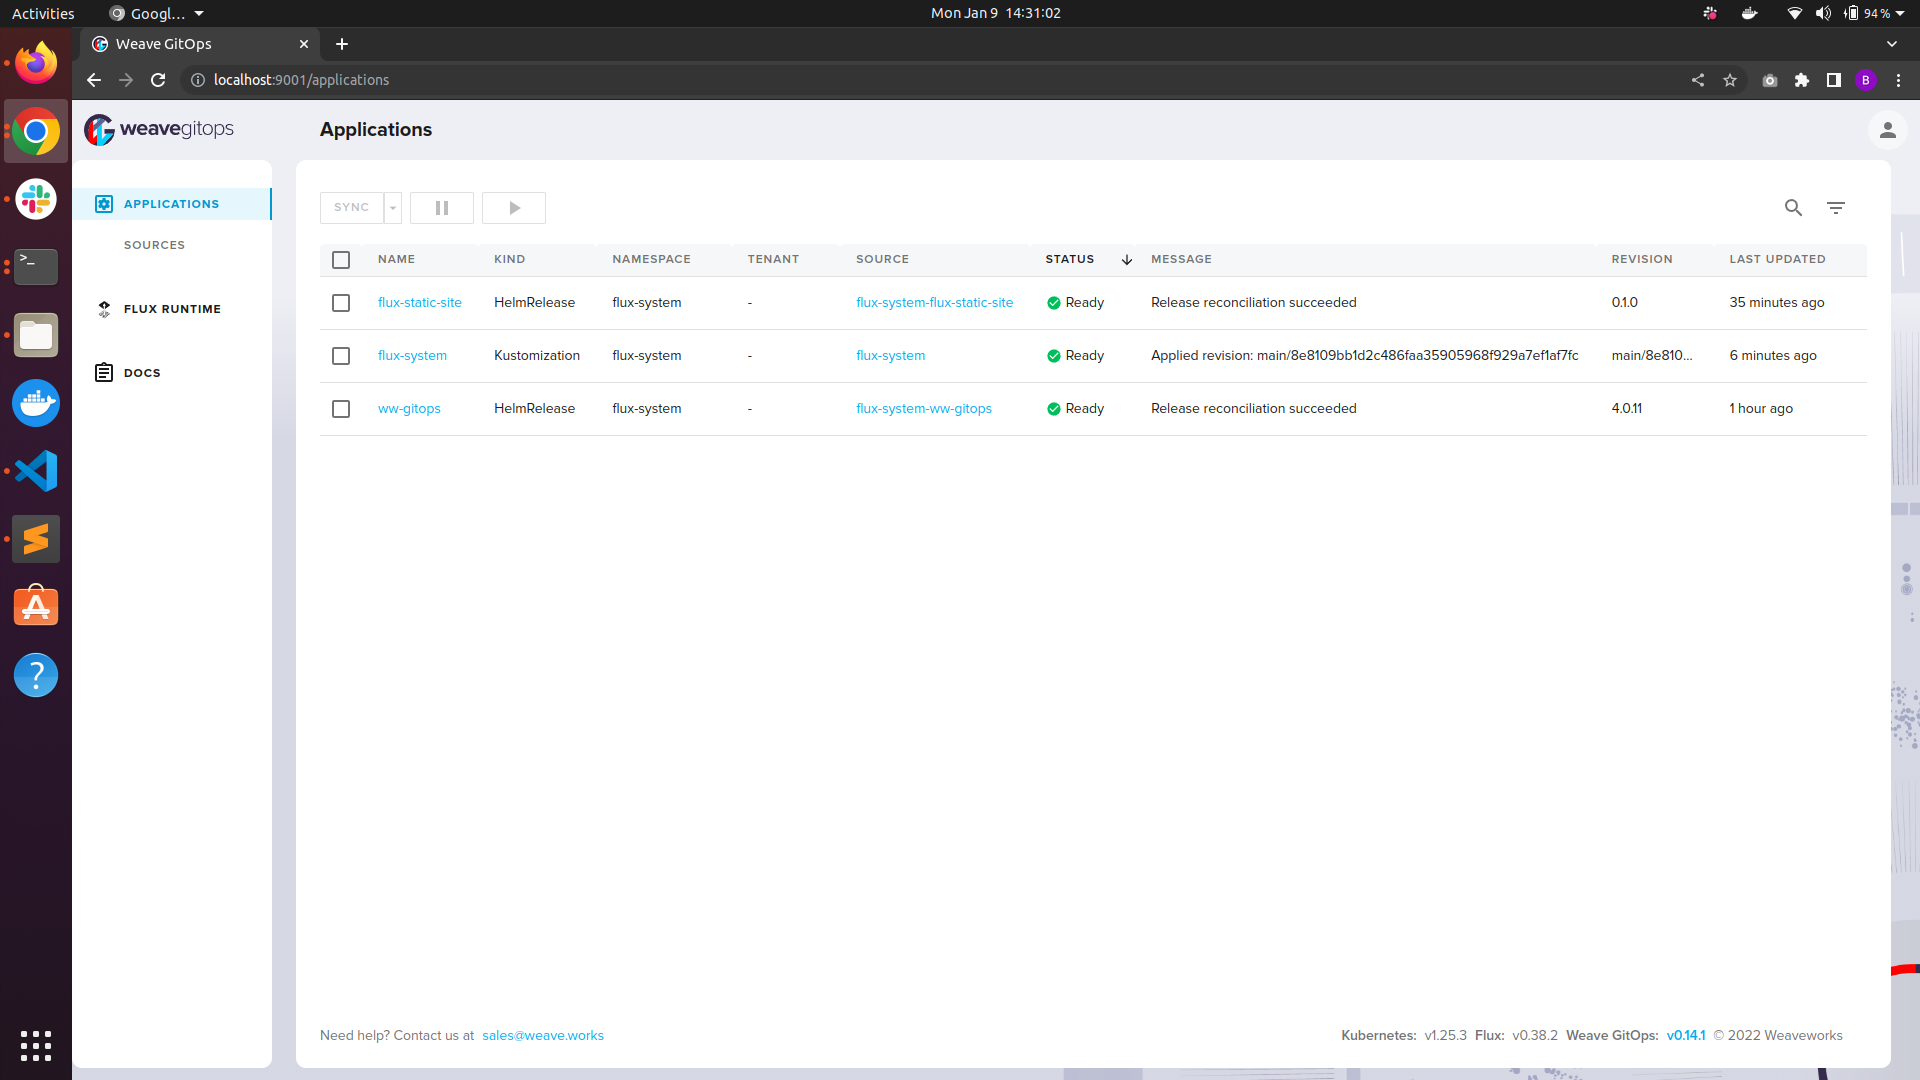 Activities Googl... Mon Jan 9 14:31:02 94 %
Weave GitOps
localhost:9001/applications B
weavegitops Applications
APPLICATIONS
SOURCES
FLUX RUNTIME
DOCS
SYNC
NAME KIND NAMESPACE TENANT SOURCE STATUS MESSAGE REVISION LAST UPDATED
flux-static-site HelmRelease flux-system - flux-system-flux-static-site Ready Release reconciliation succeeded 0.1.0 35 minutes ago
flux-system Kustomization flux-system - flux-system Ready Applied revision: main/8e8109bb1d2c486faa35905968f929a7ef1af7fc main/8e810... 6 minutes ago
ww-gitops HelmRelease flux-system - flux-system-ww-gitops Ready Release reconciliation succeeded 4.0.11 1 hour ago
Need help? Contact us at sales@weave.works Kubernetes: v1.25.3 Flux: v0.38.2 Weave GitOps: v0.14.1 © 2022 Weaveworks